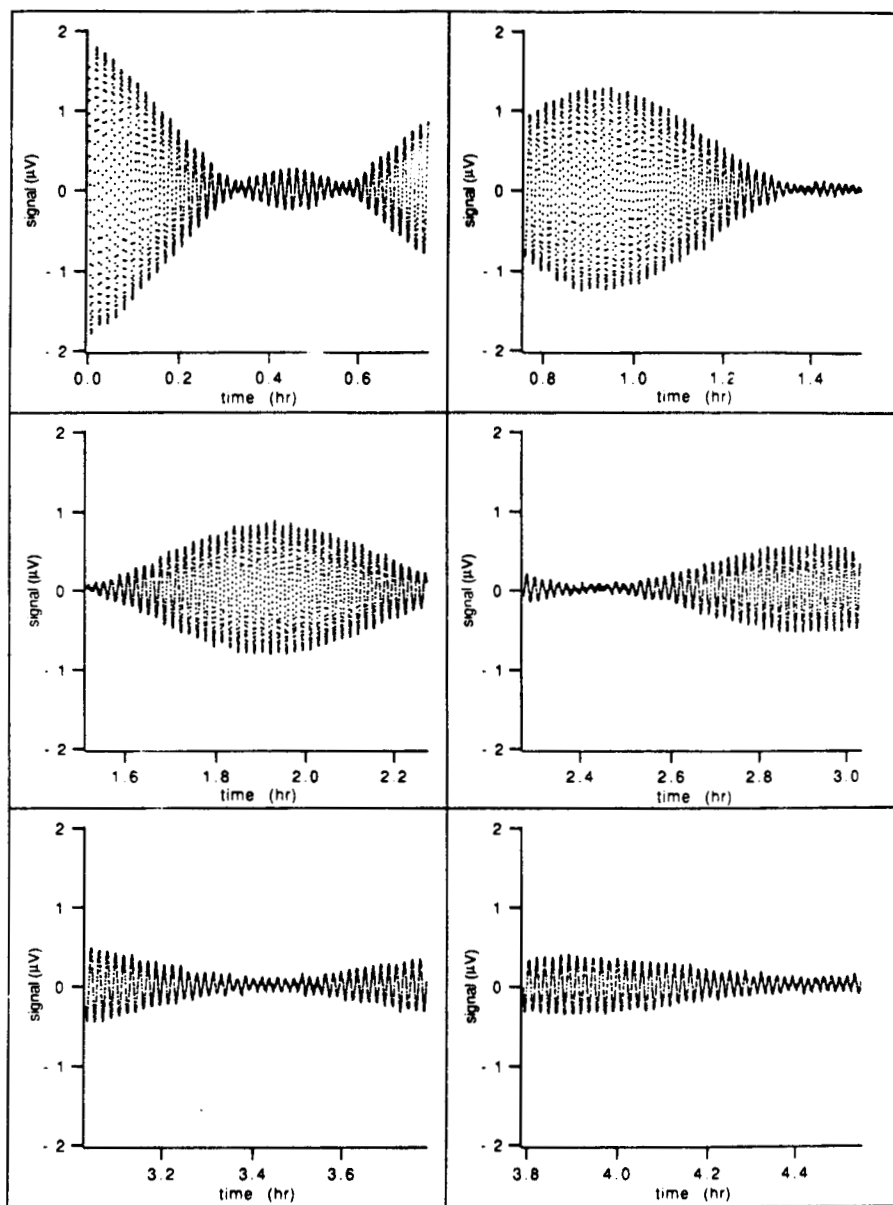 2
1
0
- 1
- 2
signal (µV)
0.0 0.2 0.4 0.6
time (hr)
2
1
0
- 1
- 2
signal (µV)
0.8 1.0 1.2 1.4
time (hr)
2
1
0
- 1
- 2
signal (µV)
1.6 1.8 2.0 2.2
time (hr)
2
1
0
- 1
- 2
signal (µV)
2.4 2.6 2.8 3.0
time (hr)
2
1
0
- 1
- 2
signal (µV)
3.2 3.4 3.6
time (hr)
2
1
0
- 1
- 2
signal (µV)
3.8 4.0 4.2 4.4
time (hr)